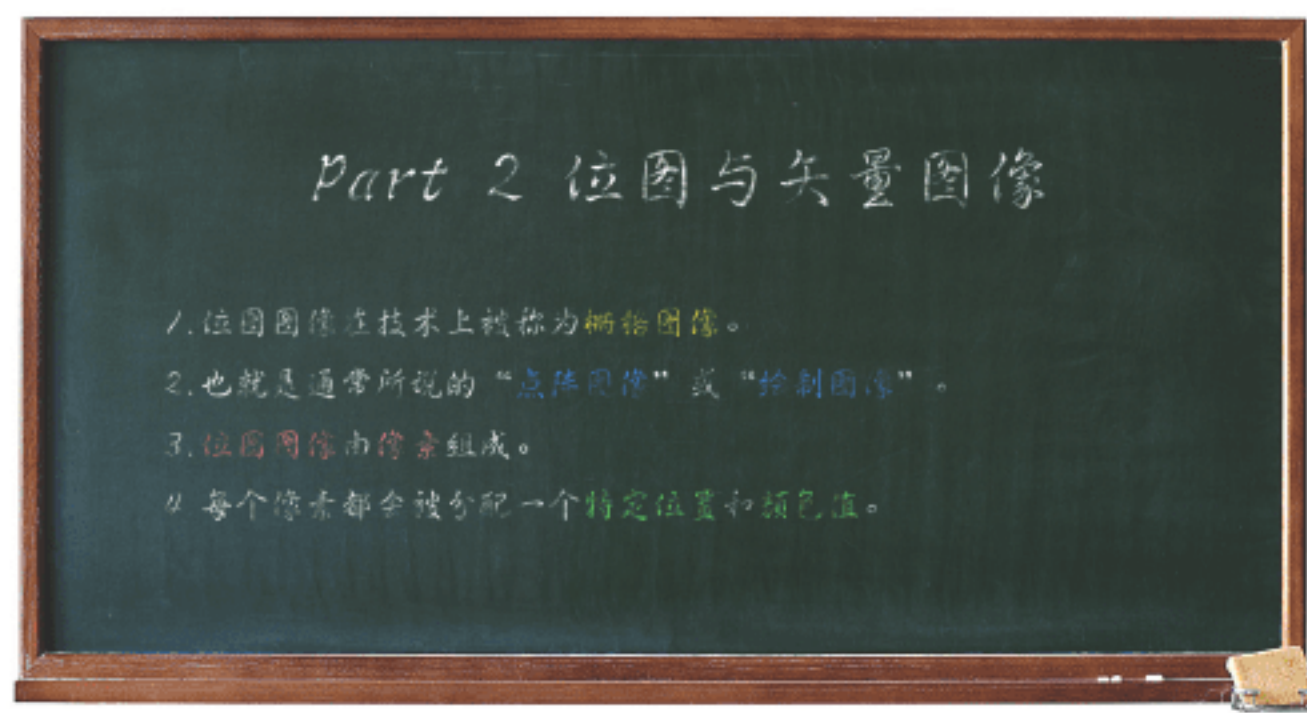 Part 2 位图与矢量图像
1.位图图像在技术上被称为栅格图像。
2.也就是通常所说的“点阵图像”或“绘制图像”。
3.位图图像由像素组成。
4.每个像素都会被分配一个特定位置和颜色值。